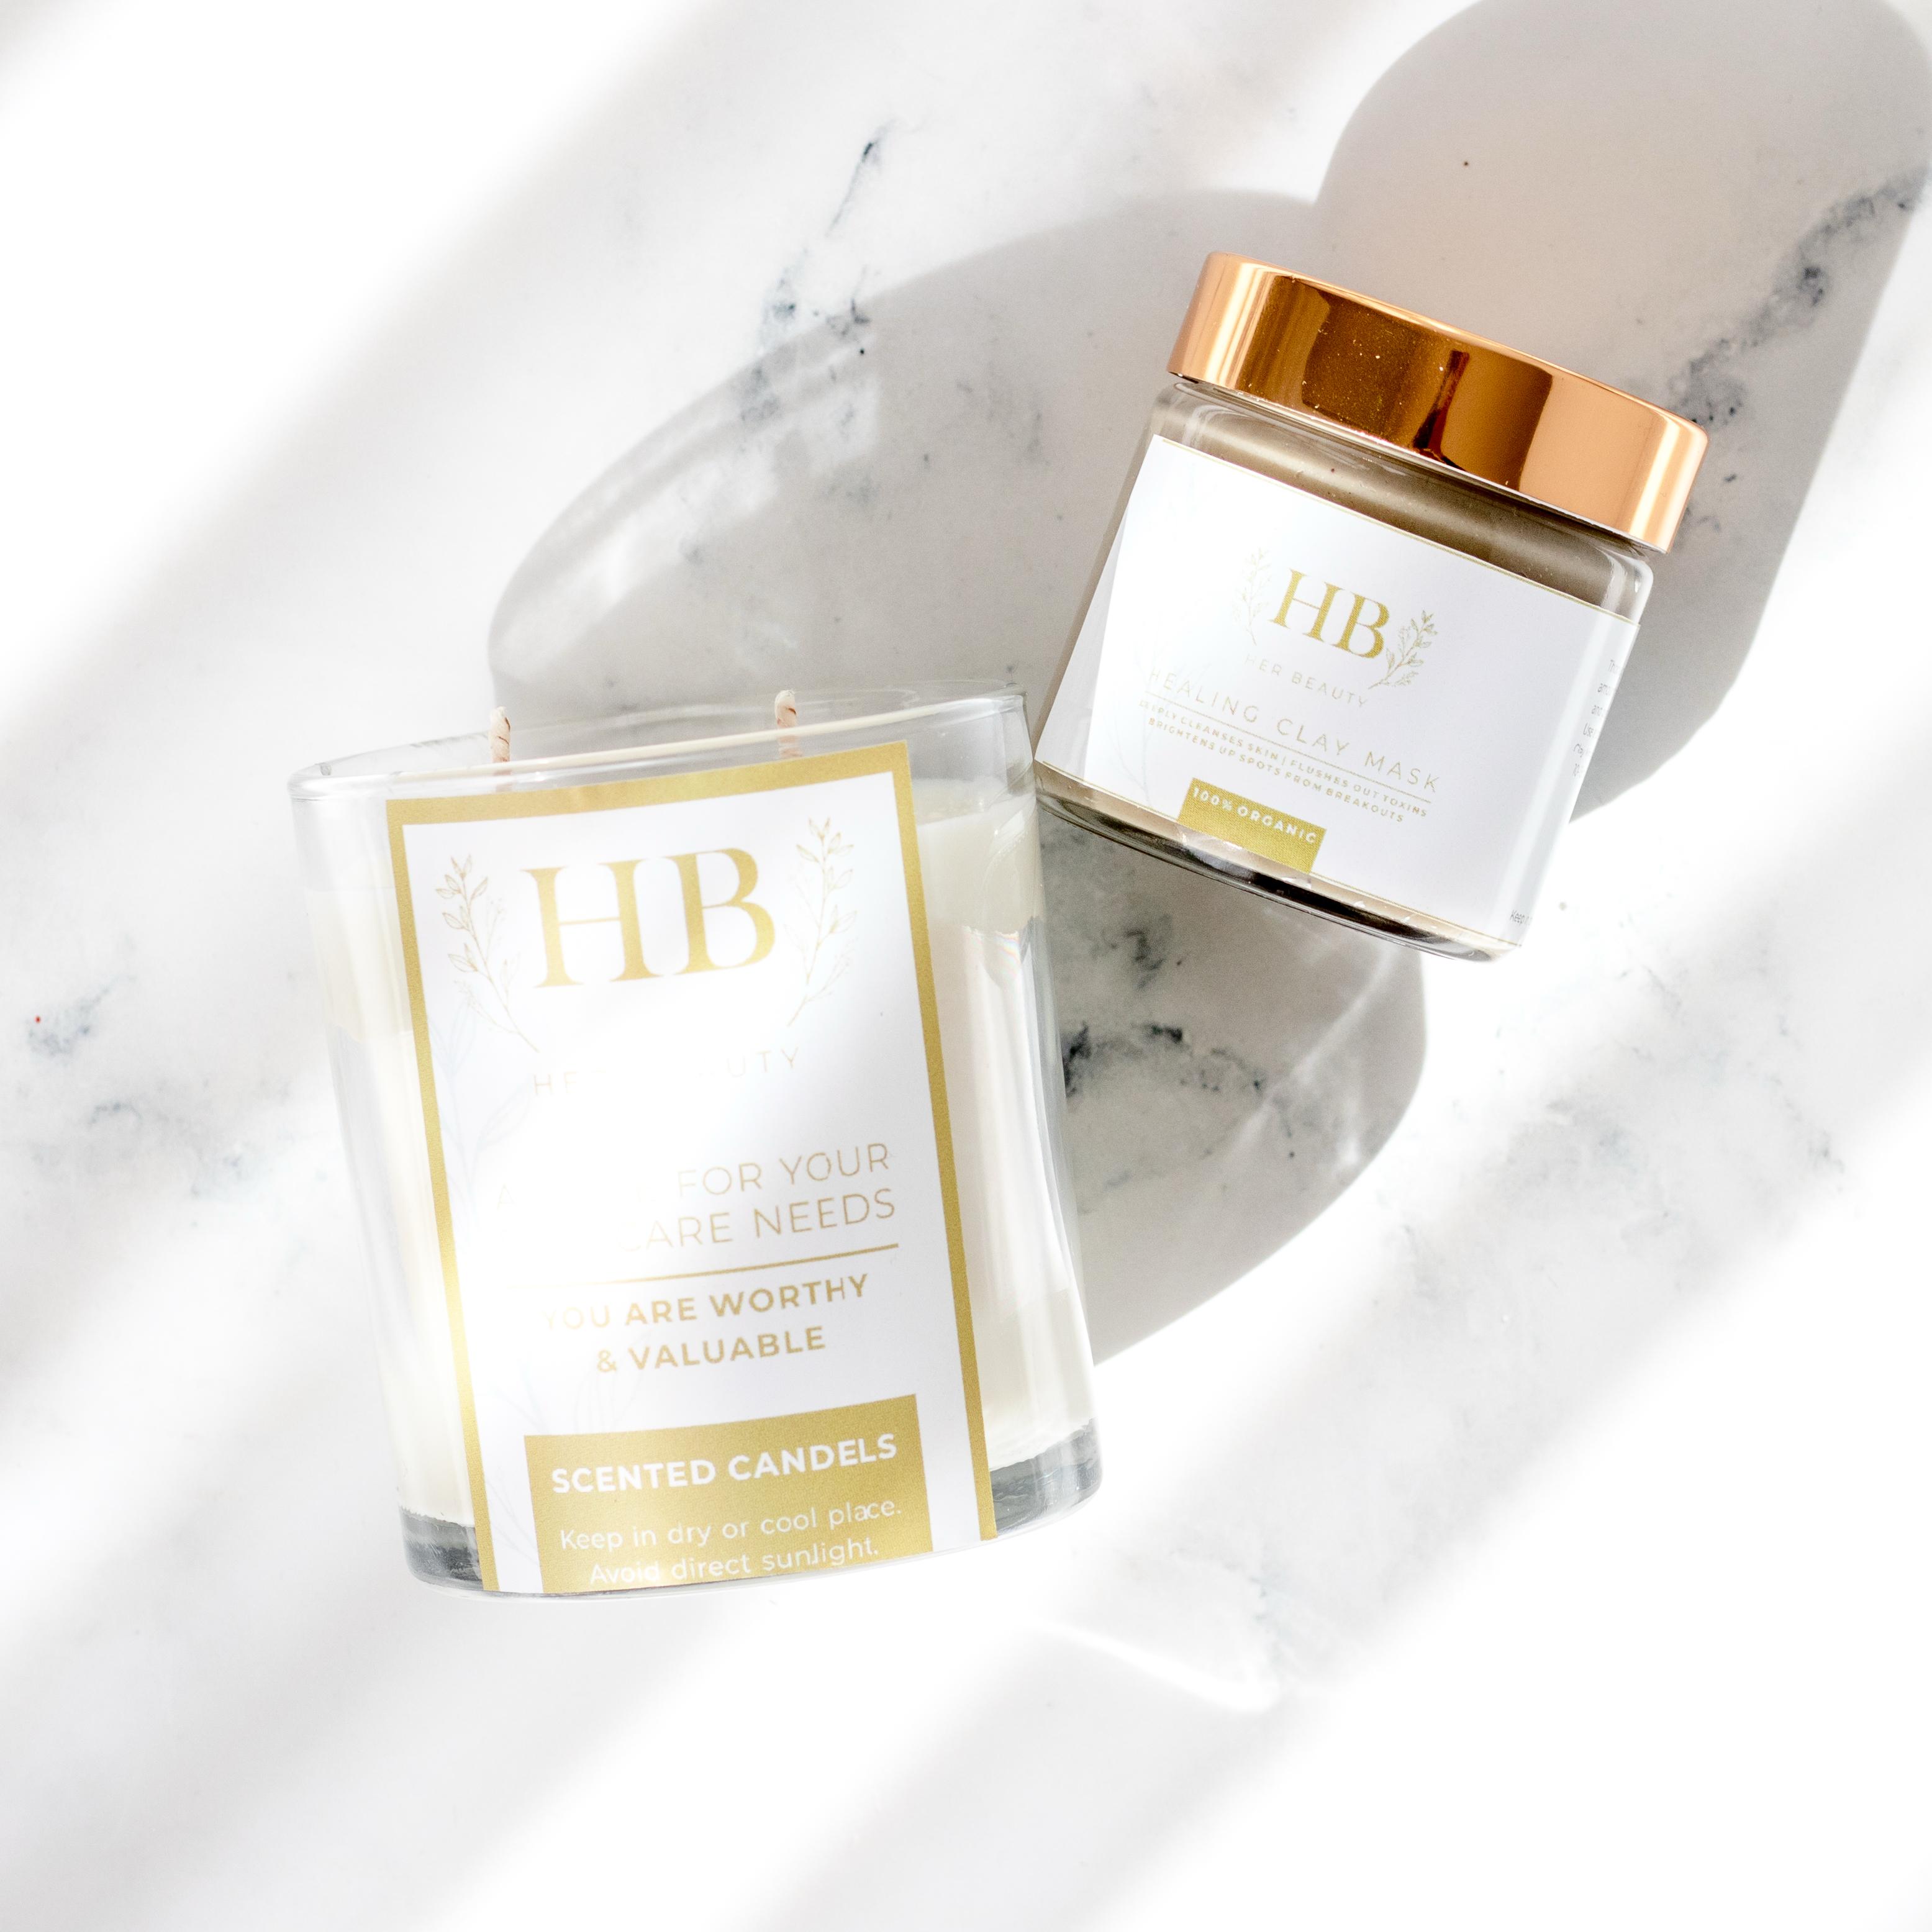 HB
FOR YOUR
NEEDS
YOU ARE WORTHY
& VALUABLE
SCENTED CANDELS
Keep in dry or cool place.
Avoid direct sunlight.
HB
HER BEAUTY
HEALING CLAY MASK
DEEPLY CLEANSES SKIN | FLUSHES OUT TOXINS
BRIGHTENS UP SPOTS FROM BREAKOUTS
100% ORGANIC